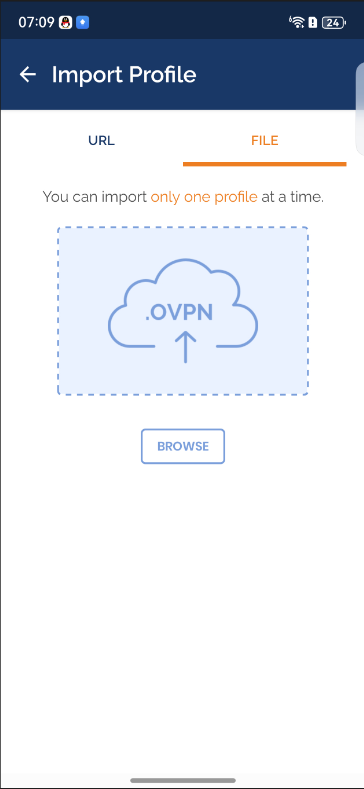 07:09
24
Import Profile
URL
FILE
You can import only one profile at a time.
.OVPN
BROWSE